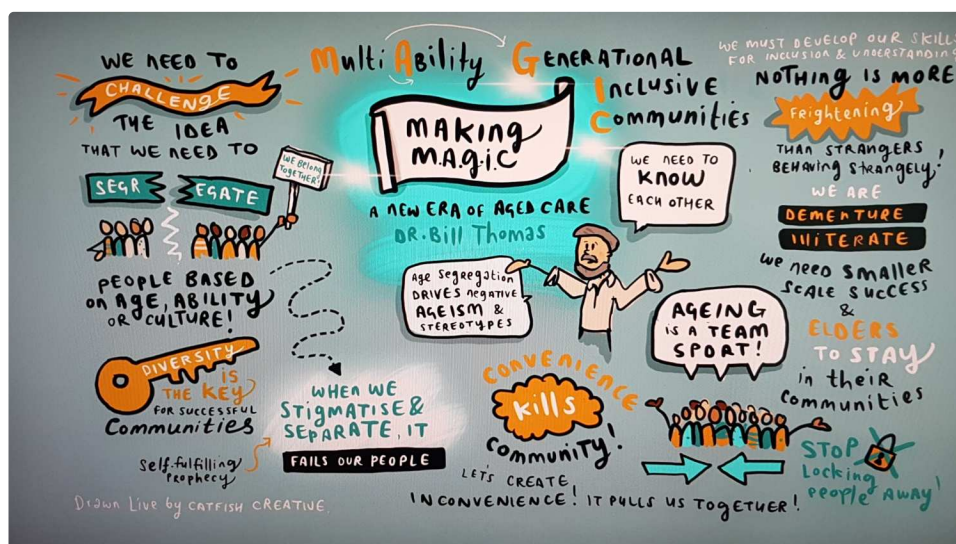 WE NEED TO
CHALLENGE
THE IDEA
THAT WE NEED TO
SEGR EGATE
WE BELONG
TOGETHER!
PEOPLE BASED
ON AGE, ABILITY
OR CULTURE!
DIVERSITY
IS
THE KEY
FOR SUCCESSFUL
COMMUNITIES
Self-fulfilling
Prophecy
WHEN WE
STIGMATISE &
SEPARATE, IT
FAILS OUR PEOPLE
Drawn Live by CATFISH CREATIVE.
Multi Ability GENERATIONAL
Inclusive
Communities
MAKING
M.A.G.I.C
A NEW ERA OF AGED CARE
DR. Bill Thomas
WE NEED TO
KNOW
EACH OTHER
Age Segregation
DRIVES negative
AGEISM &
STEREOTYPES
AGEING
IS A TEAM
SPORT!
CONVENIENCE
Kills
Community!
LET'S CREATE
INCONVENIENCE! IT PULLS US TOGETHER!
WE MUST DEVELOP OUR SKILLS
FOR INCLUSION & UNDERSTANDING
NOTHING IS MORE
Frightening
THAN STRANGERS,
BEHAVING STRANGELY!
WE ARE
DEMENTURE
ILLITERATE
We need SMALLER
SCALE SUCCESS
&
ELDERS
TO STAY
in their
Communities
STOP
Locking
people AWAY!